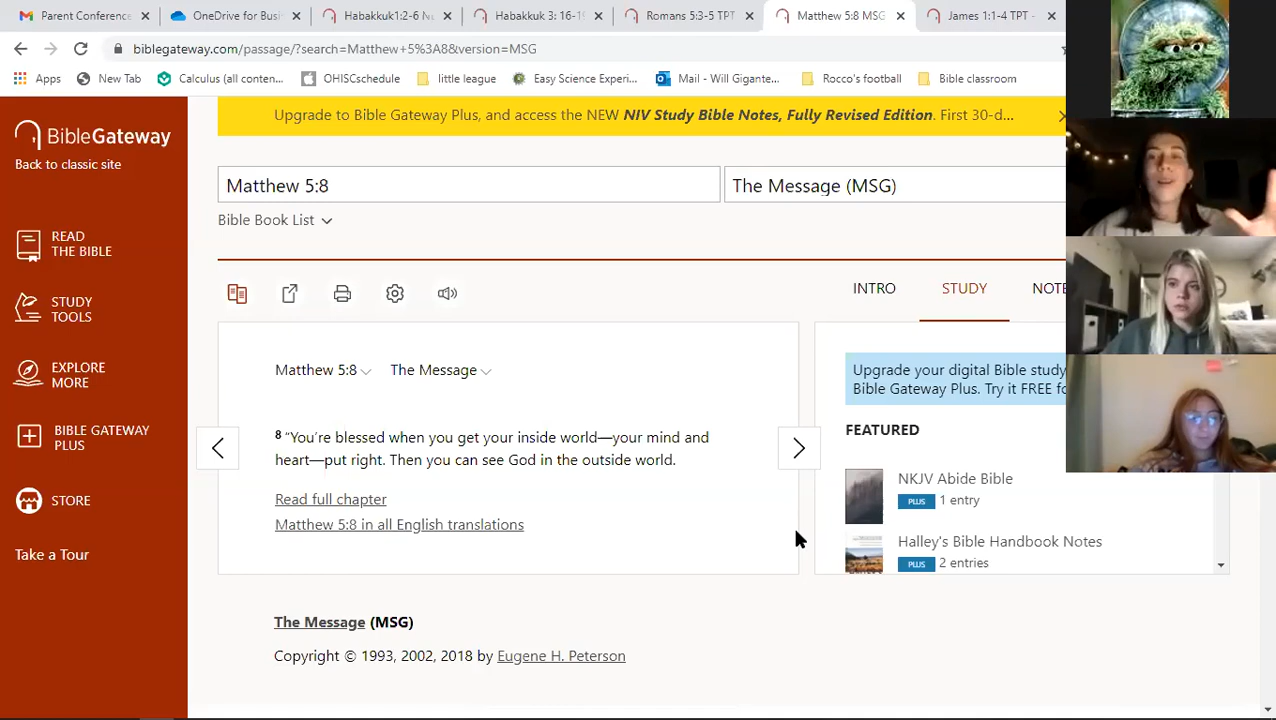 Parent Conference
OneDrive for Busi
Habakkuk1:2-6 N
Habakkuk 3: 16-19
Romans 5:3-5 TPT
Matthew 5:8 MSG
James 1:1-4 TPT -
biblegateway.com/passage/?search=Matthew+5%3A8&version=MSG
Apps
New Tab
Calculus (all conten...
OHISCschedule
little league
Easy Science Experi...
Mail - Will Gigante...
Rocco's football
Bible classroom
BibleGateway
Back to classic site
READ
THE BIBLE
STUDY
TOOLS
EXPLORE
MORE
BIBLE GATEWAY
PLUS
STORE
Take a Tour
Upgrade to Bible Gateway Plus, and access the NEW NIV Study Bible Notes, Fully Revised Edition. First 30-d...
Matthew 5:8
The Message (MSG)
Bible Book List
INTRO
STUDY
NOTE
Matthew 5:8
The Message
8 “You’re blessed when you get your inside world—your mind and
heart—put right. Then you can see God in the outside world.
Read full chapter
Matthew 5:8 in all English translations
Upgrade your digital Bible study
Bible Gateway Plus. Try it FREE fo
FEATURED
NKJV Abide Bible
PLUS 1 entry
Halley's Bible Handbook Notes
PLUS 2 entries
The Message (MSG)
Copyright © 1993, 2002, 2018 by Eugene H. Peterson